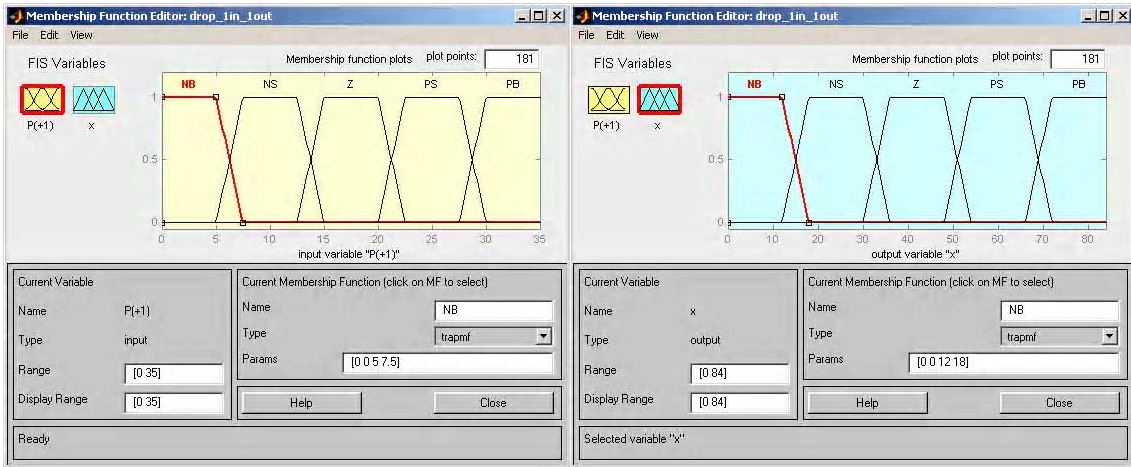 Membership Function Editor: drop_1in_1out
File Edit View
FIS Variables
P(+1)
x
Membership function plots
plot points:
181
NB NS Z PS PB
1
0.5
0
0 5 10 15 20 25 30 35
input variable "P(+1)"
Current Variable
Name P(+1)
Type input
Range [0 35]
Display Range [0 35]
Current Membership Function (click on MF to select)
Name NB
Type trapmf
Params [0 0 5 7.5]
Help Close
Ready
Membership Function Editor: drop_1in_1out
File Edit View
FIS Variables
P(+1)
x
Membership function plots
plot points:
181
NB NS Z PS PB
1
0.5
0
0 10 20 30 40 50 60 70 80
output variable "x"
Current Variable
Name x
Type output
Range [0 84]
Display Range [0 84]
Current Membership Function (click on MF to select)
Name NB
Type trapmf
Params [0 0 12 18]
Help Close
Selected variable "x"